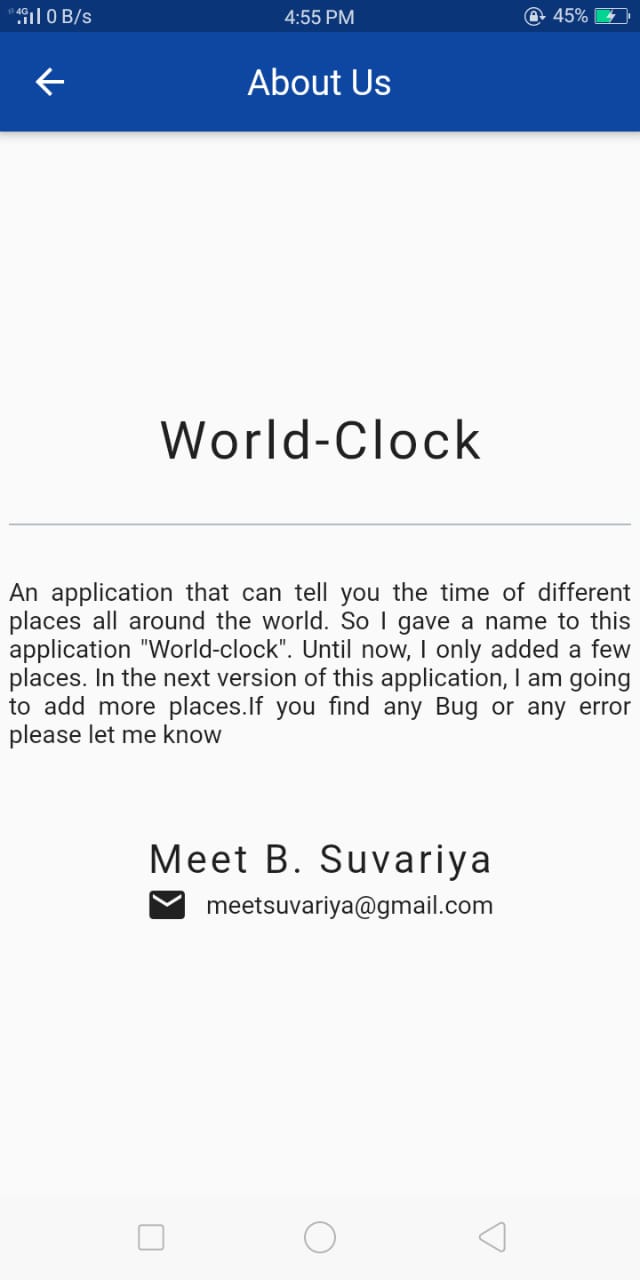 4G 0 B/s 4:55 PM 45%
About Us
World-Clock
An application that can tell you the time of different
places all around the world. So I gave a name to this
application "World-clock". Until now, I only added a few
places. In the next version of this application, I am going
to add more places.If you find any Bug or any error
please let me know
Meet B. Suvariya
meetsuvariya@gmail.com